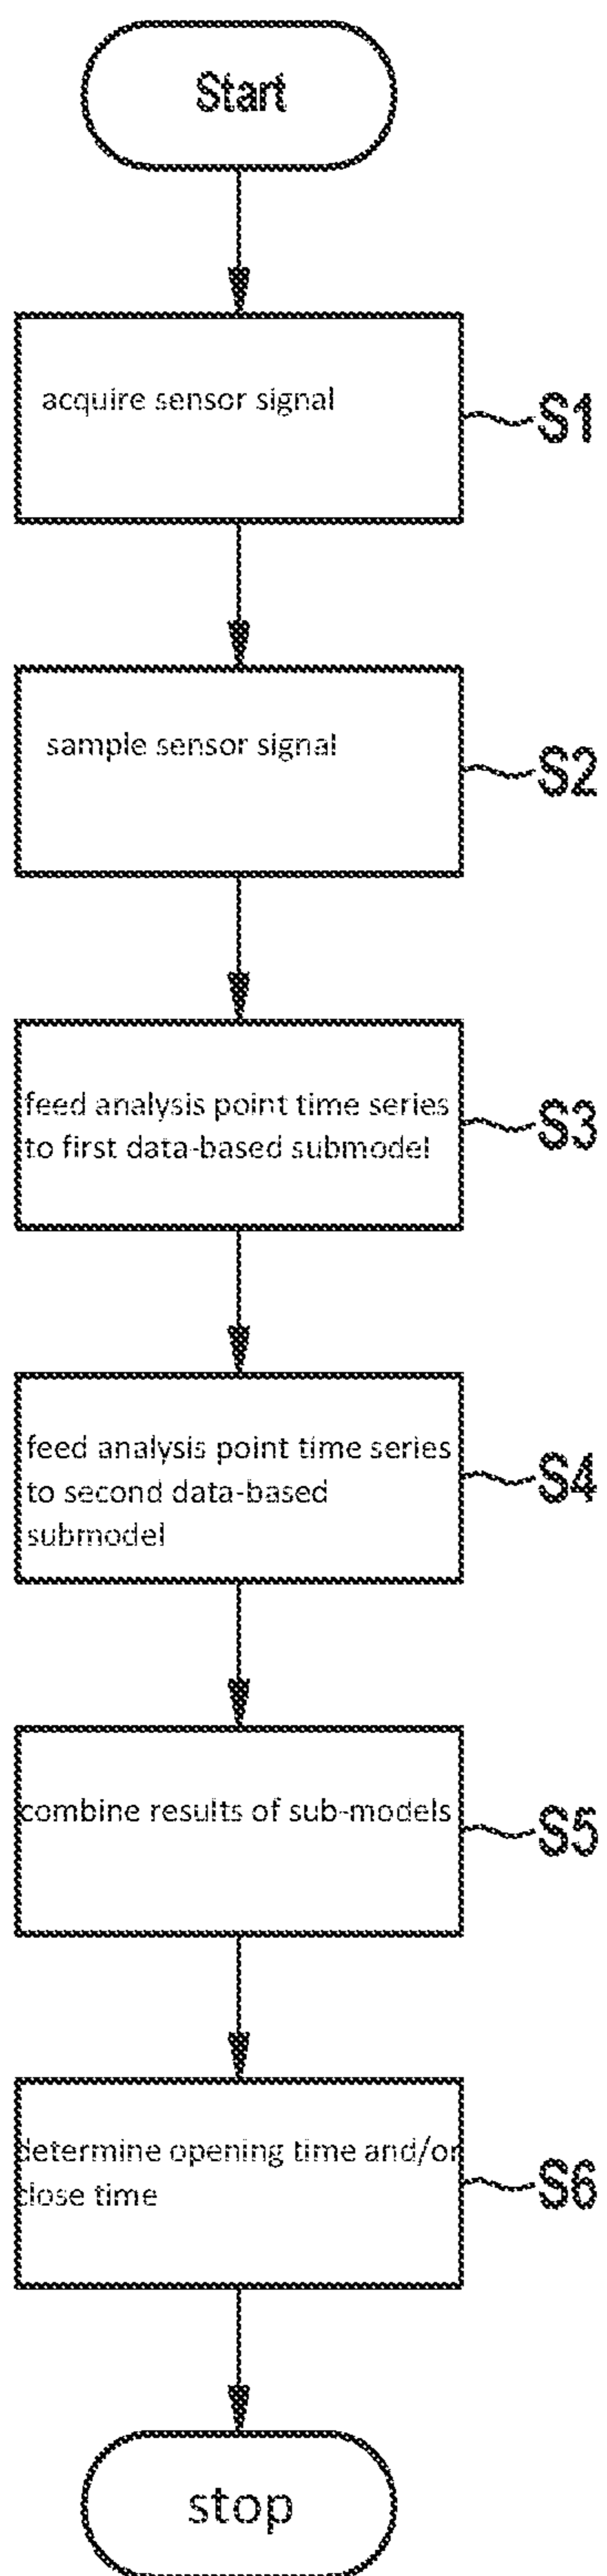 Start
acquire sensor signal
S1
sample sensor signal
S2
feed analysis point time series
to first data-based submodel
S3
feed analysis point time series
to second data-based
submodel
S4
combine results of sub-models
S5
determine opening time and/or
close time
S6
stop